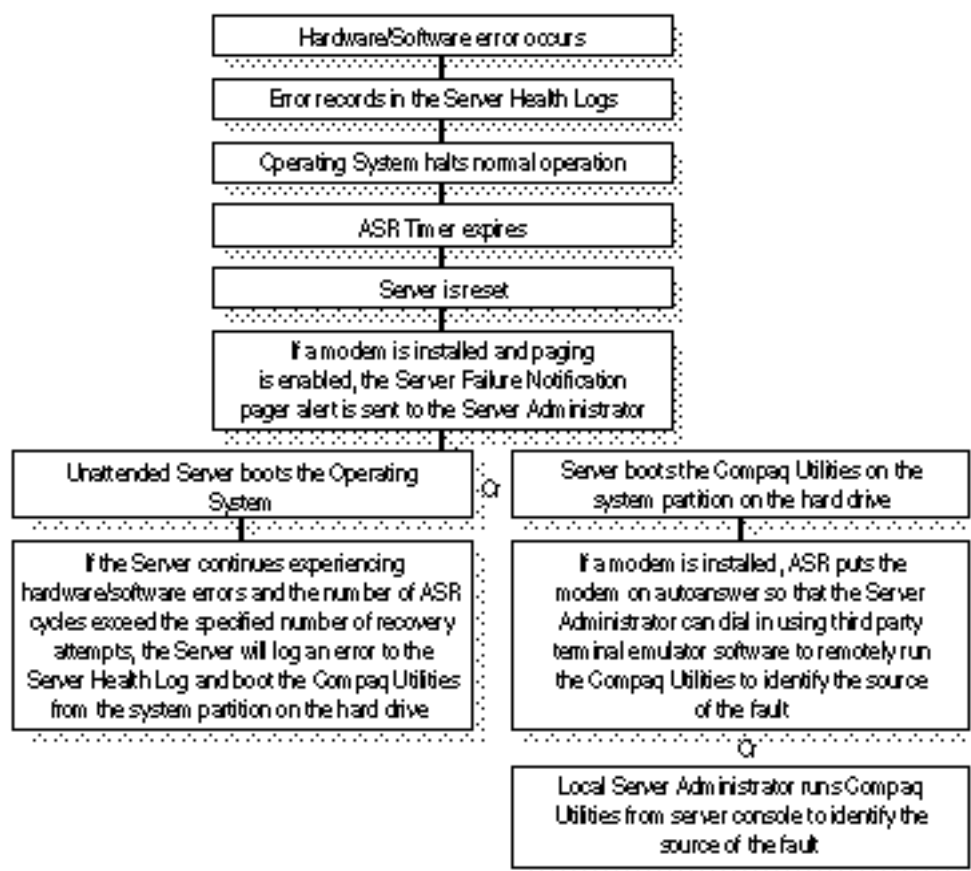 Hardware/Software error occurs
Error records in the Server Health Logs
Operating System halts normal operation
ASR Timer expires
Server is reset
If a modem is installed and paging
is enabled, the Server Failure Notification
pager alert is sent to the Server Administrator
Unattended Server boots the Operating
System
Or
Server boots the Compaq Utilities on the
system partition on the hard drive
If the Server continues experiencing
hardware/software errors and the number of ASR
cycles exceed the specified number of recovery
attempts, the Server will log an error to the
Server Health Log and boot the Compaq Utilities
from the system partition on the hard drive
If a modem is installed, ASR puts the
modem on autoanswer so that the Server
Administrator can dial in using third party
terminal emulator software to remotely run
the Compaq Utilities to identify the source
of the fault
Or
Local Server Administrator runs Compaq
Utilities from server console to identify the
source of the fault